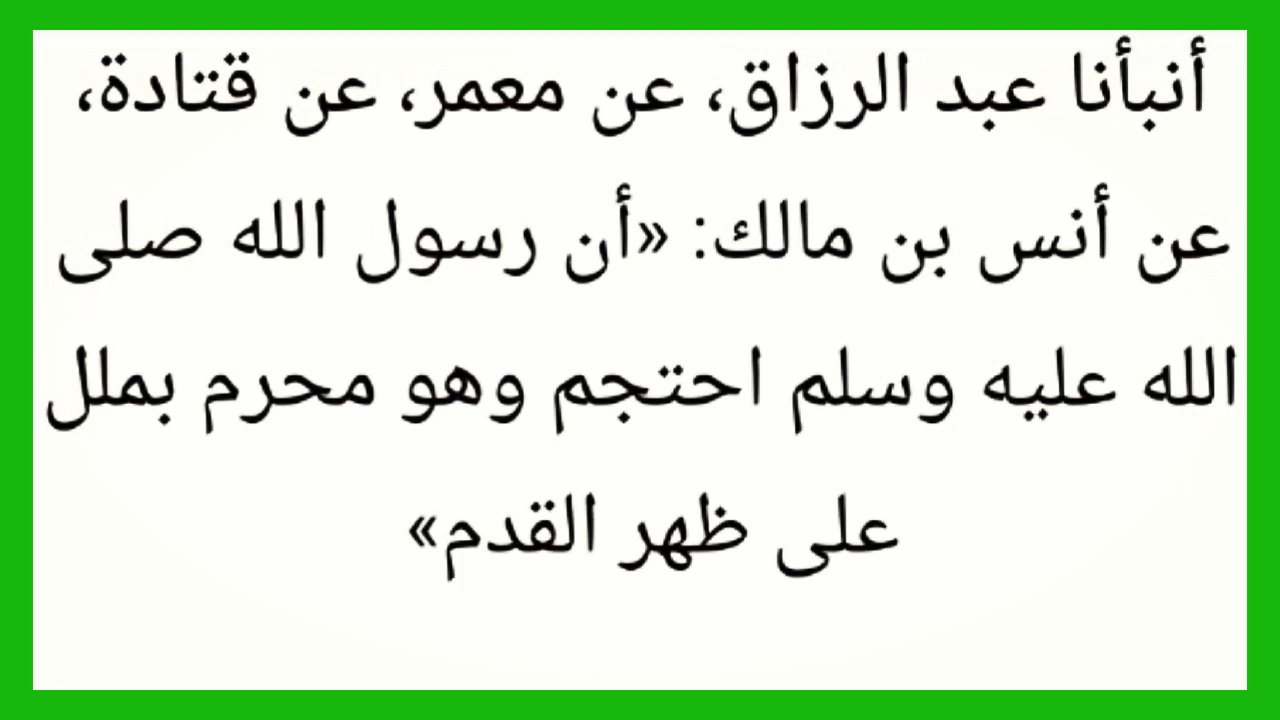 أنبأنا عبد الرزاق، عن معمر، عن قتادة،
عن أنس بن مالك: «أن رسول الله صلى
الله عليه وسلم احتجم وهو محرم بملل
على ظهر القدم»